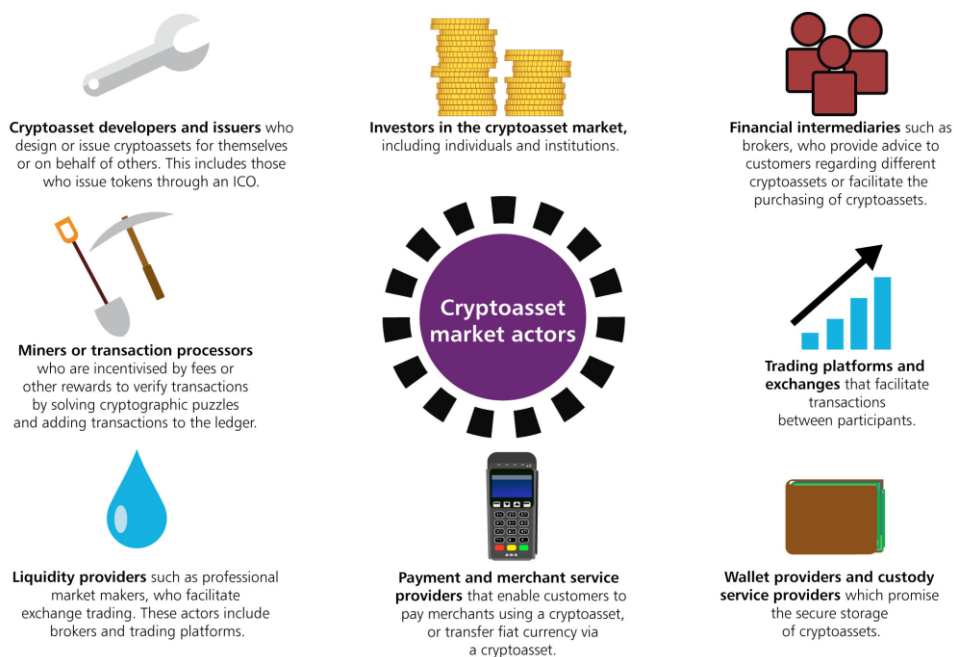 Cryptoasset developers and issuers who
design or issue cryptoassets for themselves
or on behalf of others. This includes those
who issue tokens through an ICO.
Investors in the cryptoasset market,
including individuals and institutions.
Financial intermediaries such as
brokers, who provide advice to
customers regarding different
cryptoassets or facilitate the
purchasing of cryptoassets.
Miners or transaction processors
who are incentivised by fees or
other rewards to verify transactions
by solving cryptographic puzzles
and adding transactions to the ledger.
Cryptoasset
market actors
Trading platforms and
exchanges that facilitate
transactions
between participants.
Liquidity providers such as professional
market makers, who facilitate
exchange trading. These actors include
brokers and trading platforms.
Payment and merchant service
providers that enable customers to
pay merchants using a cryptoasset,
or transfer fiat currency via
a cryptoasset.
Wallet providers and custody
service providers which promise
the secure storage
of cryptoassets.